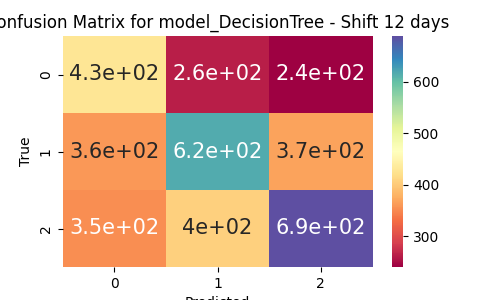 onfusion Matrix for model_DecisionTree - Shift 12 days
0 4.3e+02 2.6e+02 2.4e+02
1 3.6e+02 6.2e+02 3.7e+02
2 3.5e+02 4e+02 6.9e+02
True
0 1 2
Predicted
600
500
400
300